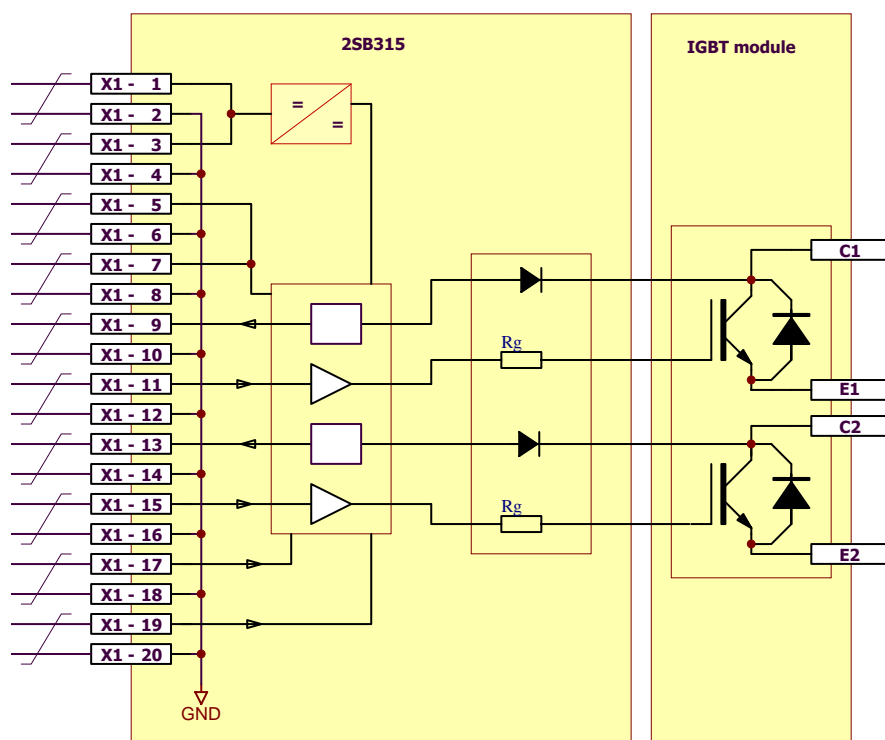 2SB315
IGBT module
X1 - 1
X1 - 2
X1 - 3
X1 - 4
X1 - 5
X1 - 6
X1 - 7
X1 - 8
X1 - 9
X1 - 10
X1 - 11
X1 - 12
X1 - 13
X1 - 14
X1 - 15
X1 - 16
X1 - 17
X1 - 18
X1 - 19
X1 - 20
=
=
Rg
Rg
C1
E1
C2
E2
GND